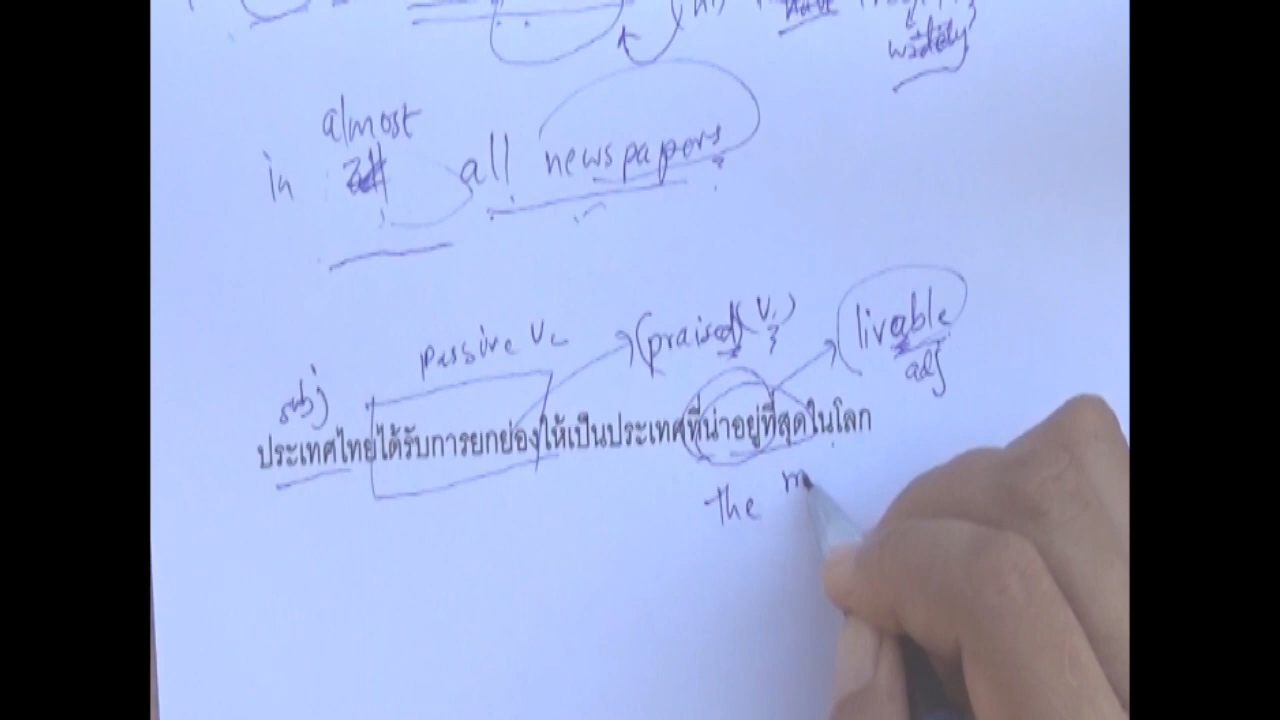 widely
almost
in all newspapers
passive (praised) (V3) livable
subj adj
ประเทศไทยได้รับการยกย่องให้เป็นประเทศที่น่าอยู่ที่สุดในโลก
the m